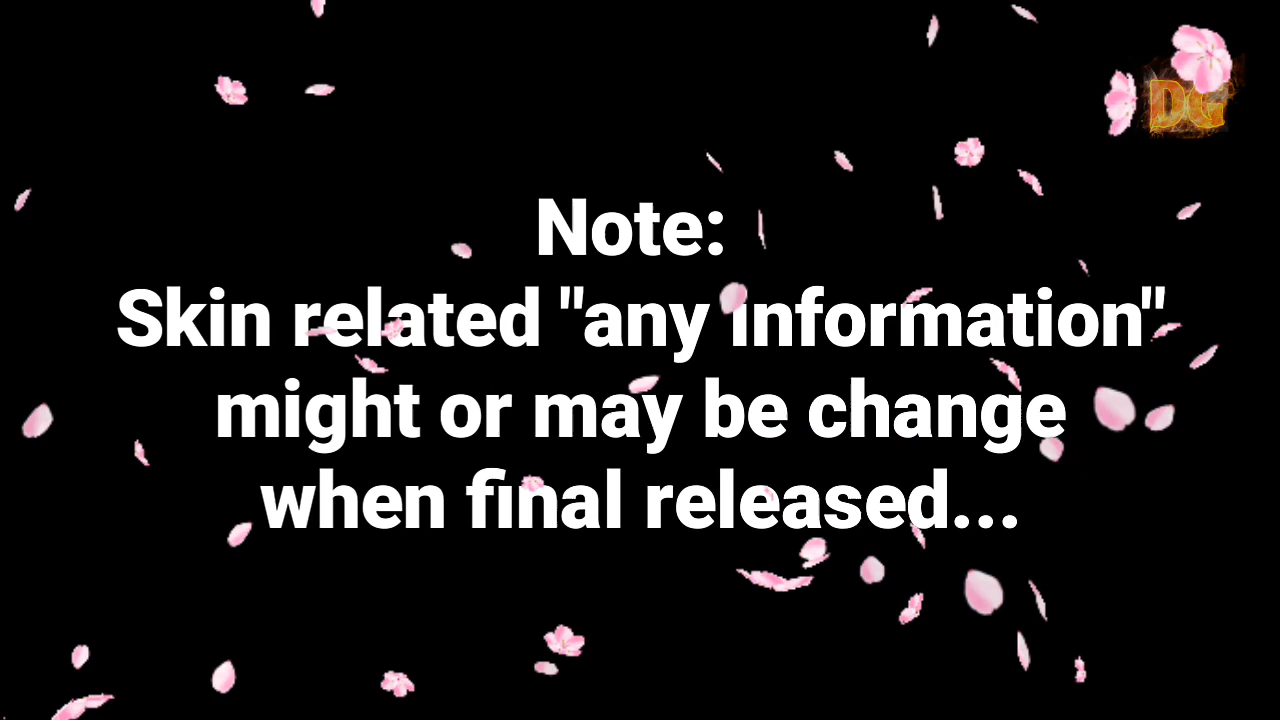 DG
Note:
Skin related "any information"
might or may be change
when final released...